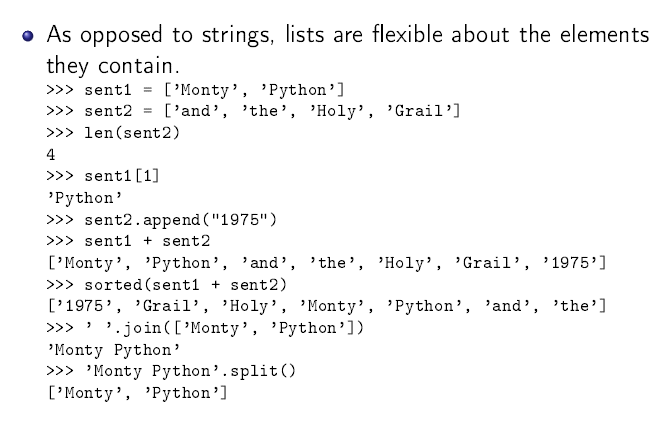 As opposed to strings, lists are flexible about the elements
they contain.
>>> sent1 = ['Monty', 'Python']
>>> sent2 = ['and', 'the', 'Holy', 'Grail']
>>> len(sent2)
4
>>> sent1[1]
'Python'
>>> sent2.append("1975")
>>> sent1 + sent2
['Monty', 'Python', 'and', 'the', 'Holy', 'Grail', '1975']
>>> sorted(sent1 + sent2)
['1975', 'Grail', 'Holy', 'Monty', 'Python', 'and', 'the']
>>> ' '.join(['Monty', 'Python'])
'Monty Python'
>>> 'Monty Python'.split()
['Monty', 'Python']